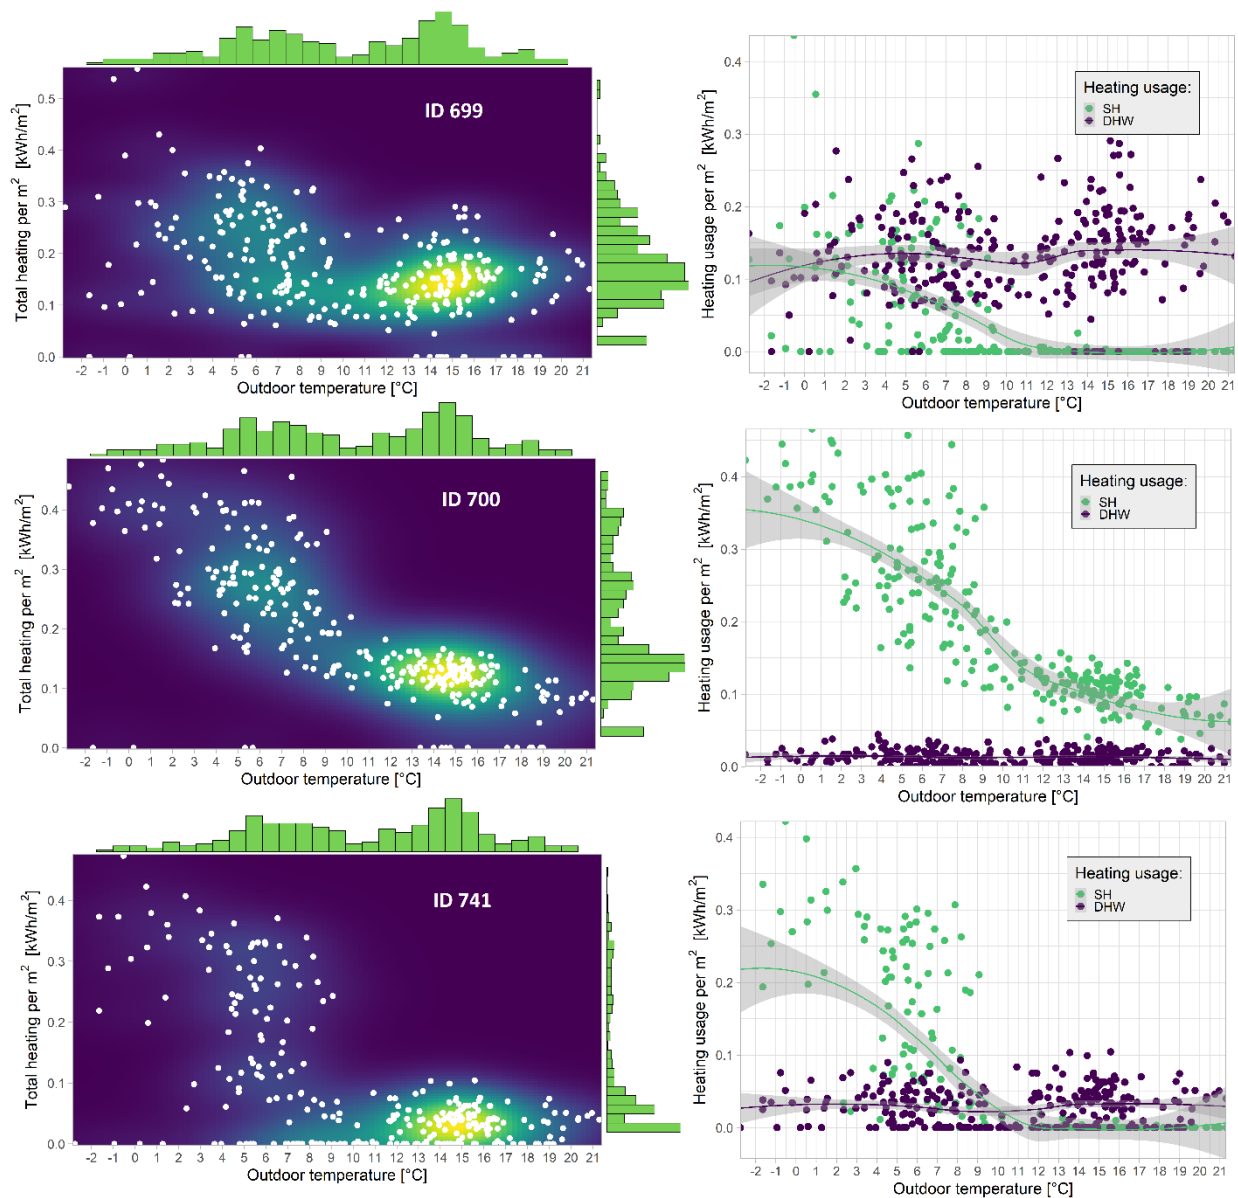 ID 699
Total heating per m² [kWh/m²]
0.5
0.4
0.3
0.2
0.1
0.0
-2 -1 0 1 2 3 4 5 6 7 8 9 10 11 12 13 14 15 16 17 18 19 20 21
Outdoor temperature [°C]
Heating usage per m² [kWh/m²]
0.4
0.3
0.2
0.1
0.0
Heating usage:
SH
DHW
-2 -1 0 1 2 3 4 5 6 7 8 9 10 11 12 13 14 15 16 17 18 19 20 21
Outdoor temperature [°C]
ID 700
Total heating per m² [kWh/m²]
0.4
0.3
0.2
0.1
0.0
-2 -1 0 1 2 3 4 5 6 7 8 9 10 11 12 13 14 15 16 17 18 19 20 21
Outdoor temperature [°C]
Heating usage per m² [kWh/m²]
0.4
0.3
0.2
0.1
0.0
Heating usage:
SH
DHW
-2 -1 0 1 2 3 4 5 6 7 8 9 10 11 12 13 14 15 16 17 18 19 20 21
Outdoor temperature [°C]
ID 741
Total heating per m² [kWh/m²]
0.4
0.3
0.2
0.1
0.0
-2 -1 0 1 2 3 4 5 6 7 8 9 10 11 12 13 14 15 16 17 18 19 20 21
Outdoor temperature [°C]
Heating usage per m² [kWh/m²]
0.4
0.3
0.2
0.1
0.0
Heating usage:
SH
DHW
-2 -1 0 1 2 3 4 5 6 7 8 9 10 11 12 13 14 15 16 17 18 19 20 21
Outdoor temperature [°C]